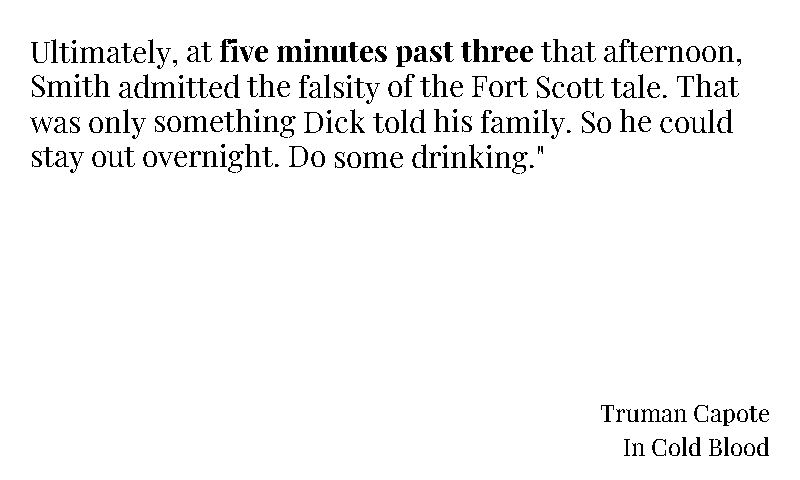 Ultimately, at five minutes past three that afternoon,
Smith admitted the falsity of the Fort Scott tale. That
was only something Dick told his family. So he could
stay out overnight. Do some drinking."
Truman Capote
In Cold Blood